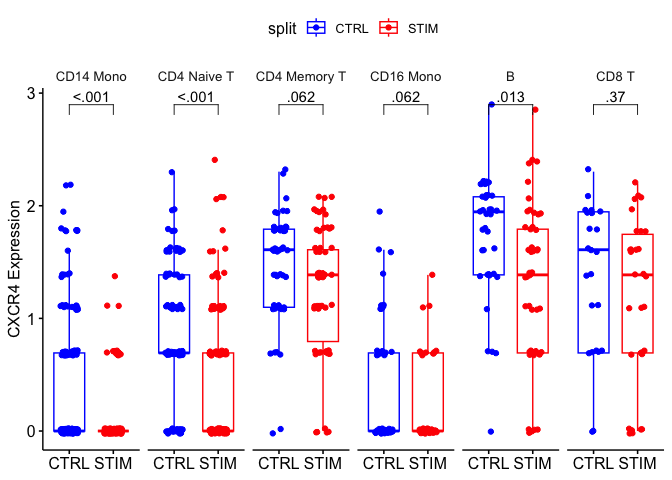 split CTRL STIM
CD14 Mono CD4 Naive T CD4 Memory T CD16 Mono B CD8 T
<.001 <.001 .062 .062 .013 .37
3
2
1
0
CXCR4 Expression
CTRL STIM CTRL STIM CTRL STIM CTRL STIM CTRL STIM CTRL STIM